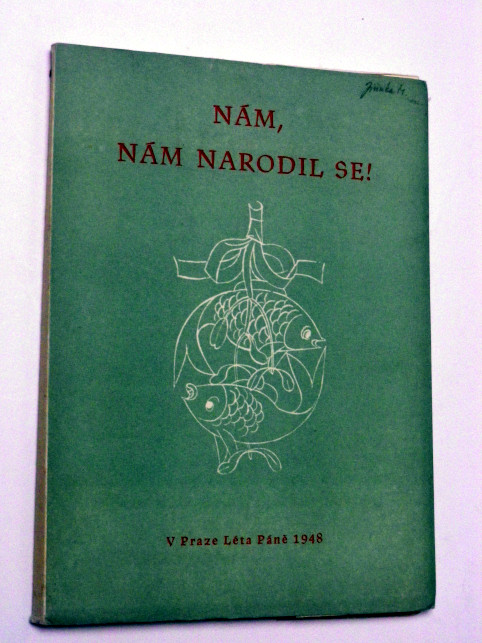 NÁM,
NÁM NARODIL SE!
V Praze Léta Páně 1948